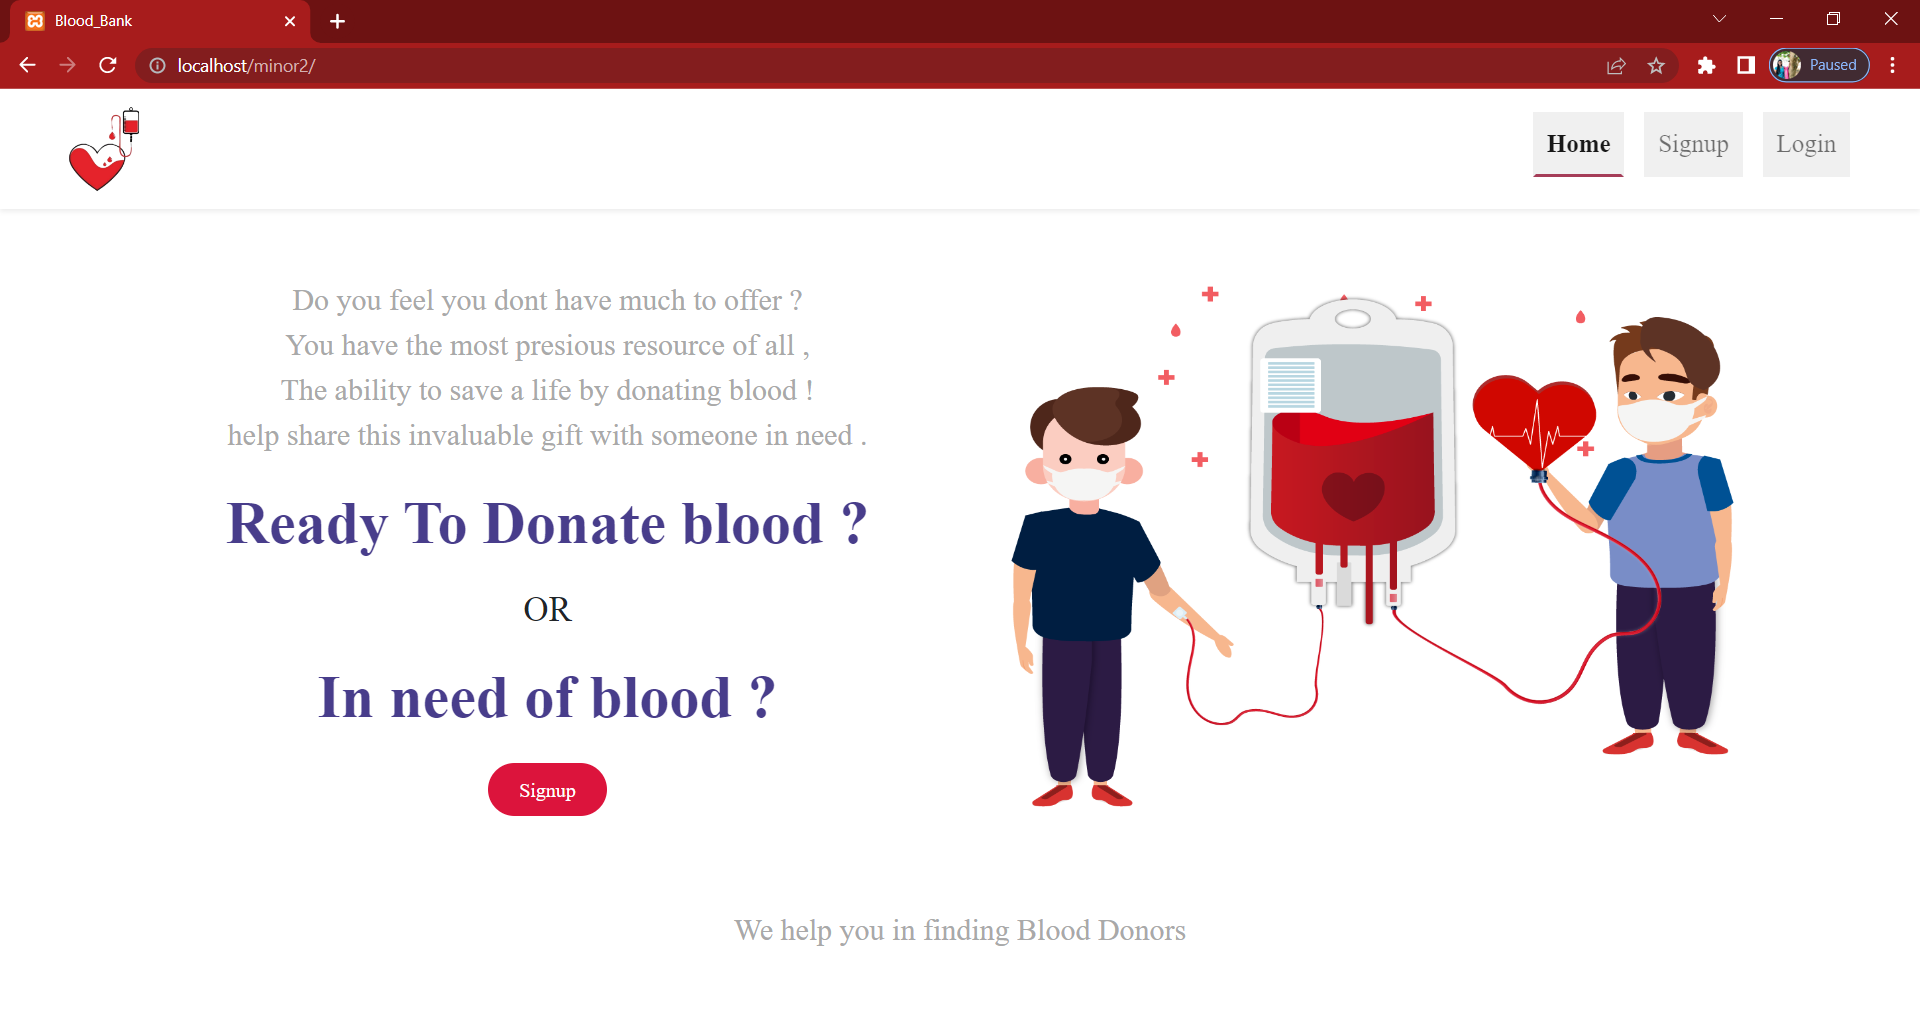 Blood_Bank
localhost/minor2/
Paused
Home
Signup
Login
Do you feel you dont have much to offer ?
You have the most presious resource of all ,
The ability to save a life by donating blood !
help share this invaluable gift with someone in need .
Ready To Donate blood ?
OR
In need of blood ?
Signup
We help you in finding Blood Donors